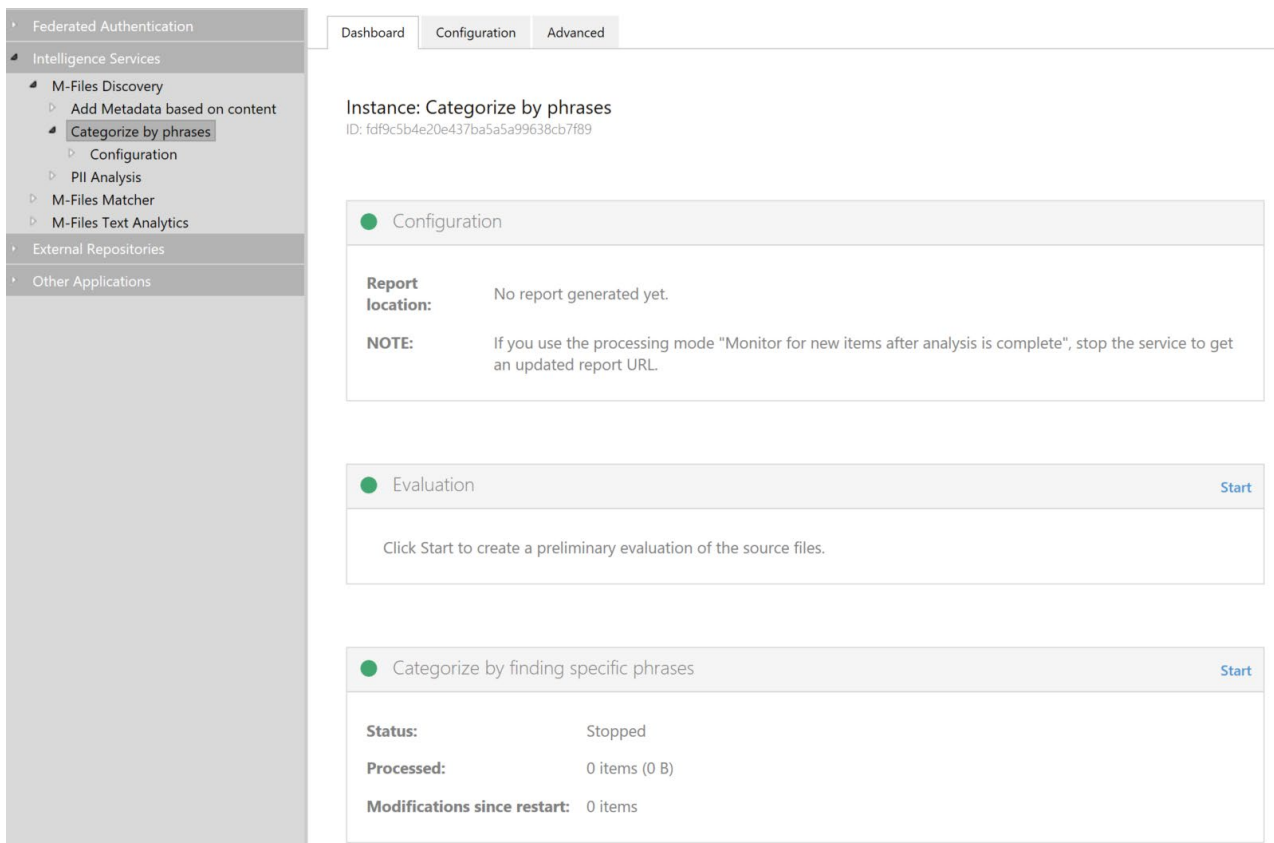 Federated Authentication
Intelligence Services
M-Files Discovery
Add Metadata based on content
Categorize by phrases
Configuration
PII Analysis
M-Files Matcher
M-Files Text Analytics
External Repositories
Other Applications
Dashboard Configuration Advanced
Instance: Categorize by phrases
ID: fdf9c5b4e20e437ba5a5a99638cb7f89
Configuration
Report
location:
No report generated yet.
NOTE: If you use the processing mode "Monitor for new items after analysis is complete", stop the service to get
an updated report URL.
Evaluation Start
Click Start to create a preliminary evaluation of the source files.
Categorize by finding specific phrases Start
Status: Stopped
Processed: 0 items (0 B)
Modifications since restart: 0 items